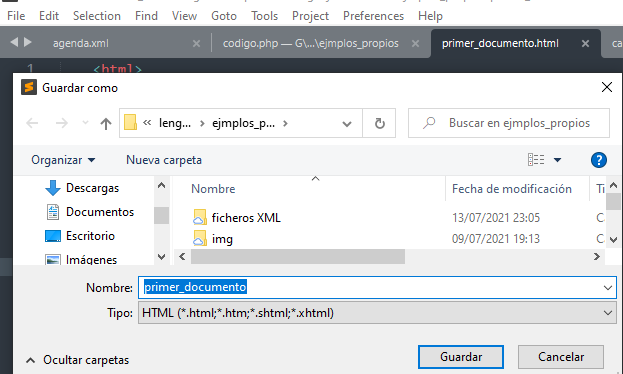 File Edit Selection Find View Goto Tools Project Preferences Help
agenda.xml × codigo.php — G\...\ejmplos_propios × primer_documento.html × ca
1 <html>
Guardar como
« leng... > ejmplos_p... > Buscar en ejmplos_propios
Organizar Nueva carpeta ?
Descargas
Documentos
Escritorio
Imágenes
Nombre Fecha de modificación Ti
ficheros XML 13/07/2021 23:05 C
img 09/07/2021 19:13 C
Nombre: primer_documento
Tipo: HTML (*.html;*.htm;*.shtml;*.xhtml)
Ocultar carpetas Guardar Cancelar